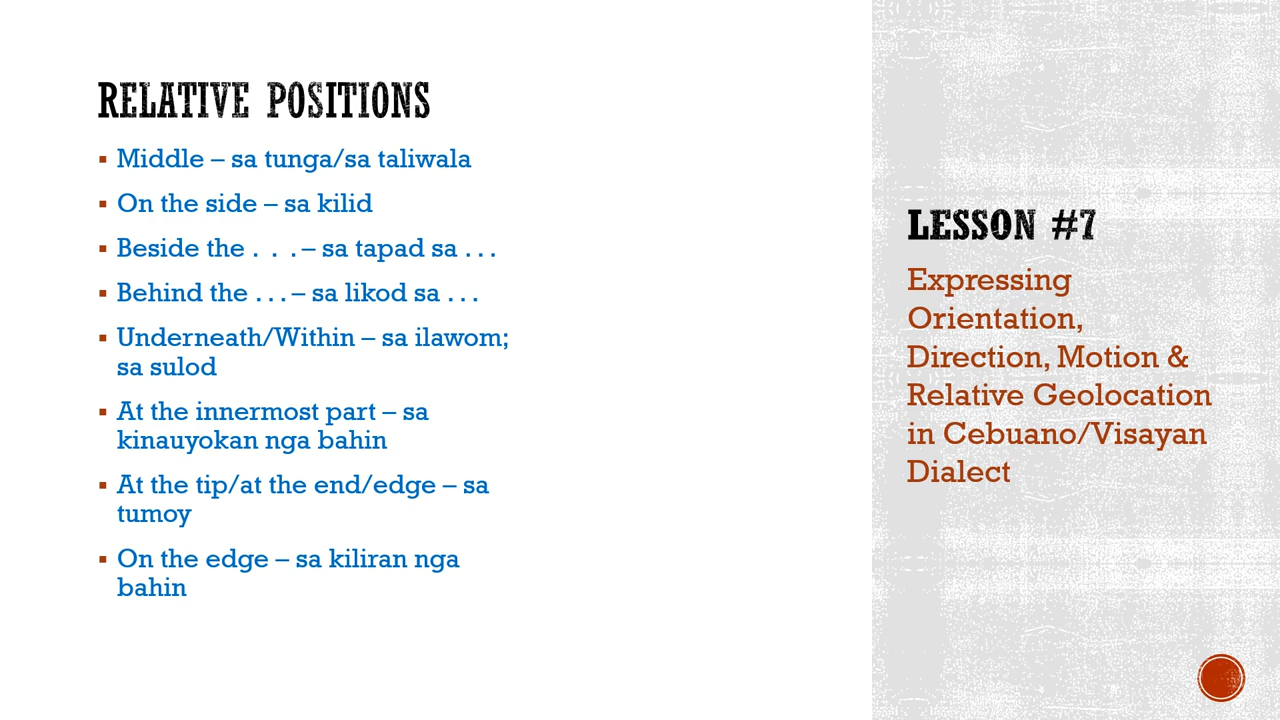 RELATIVE POSITIONS
▪ Middle – sa tunga/sa taliwala
▪ On the side – sa kilid
▪ Beside the . . . – sa tapad sa . . .
▪ Behind the . . . – sa likod sa . . .
▪ Underneath/Within – sa ilawom;
sa sulod
▪ At the innermost part – sa
kinauyokan nga bahin
▪ At the tip/at the end/edge – sa
tumoy
▪ On the edge – sa kiliran nga
bahin
LESSON #7
Expressing
Orientation,
Direction, Motion &
Relative Geolocation
in Cebuano/Visayan
Dialect